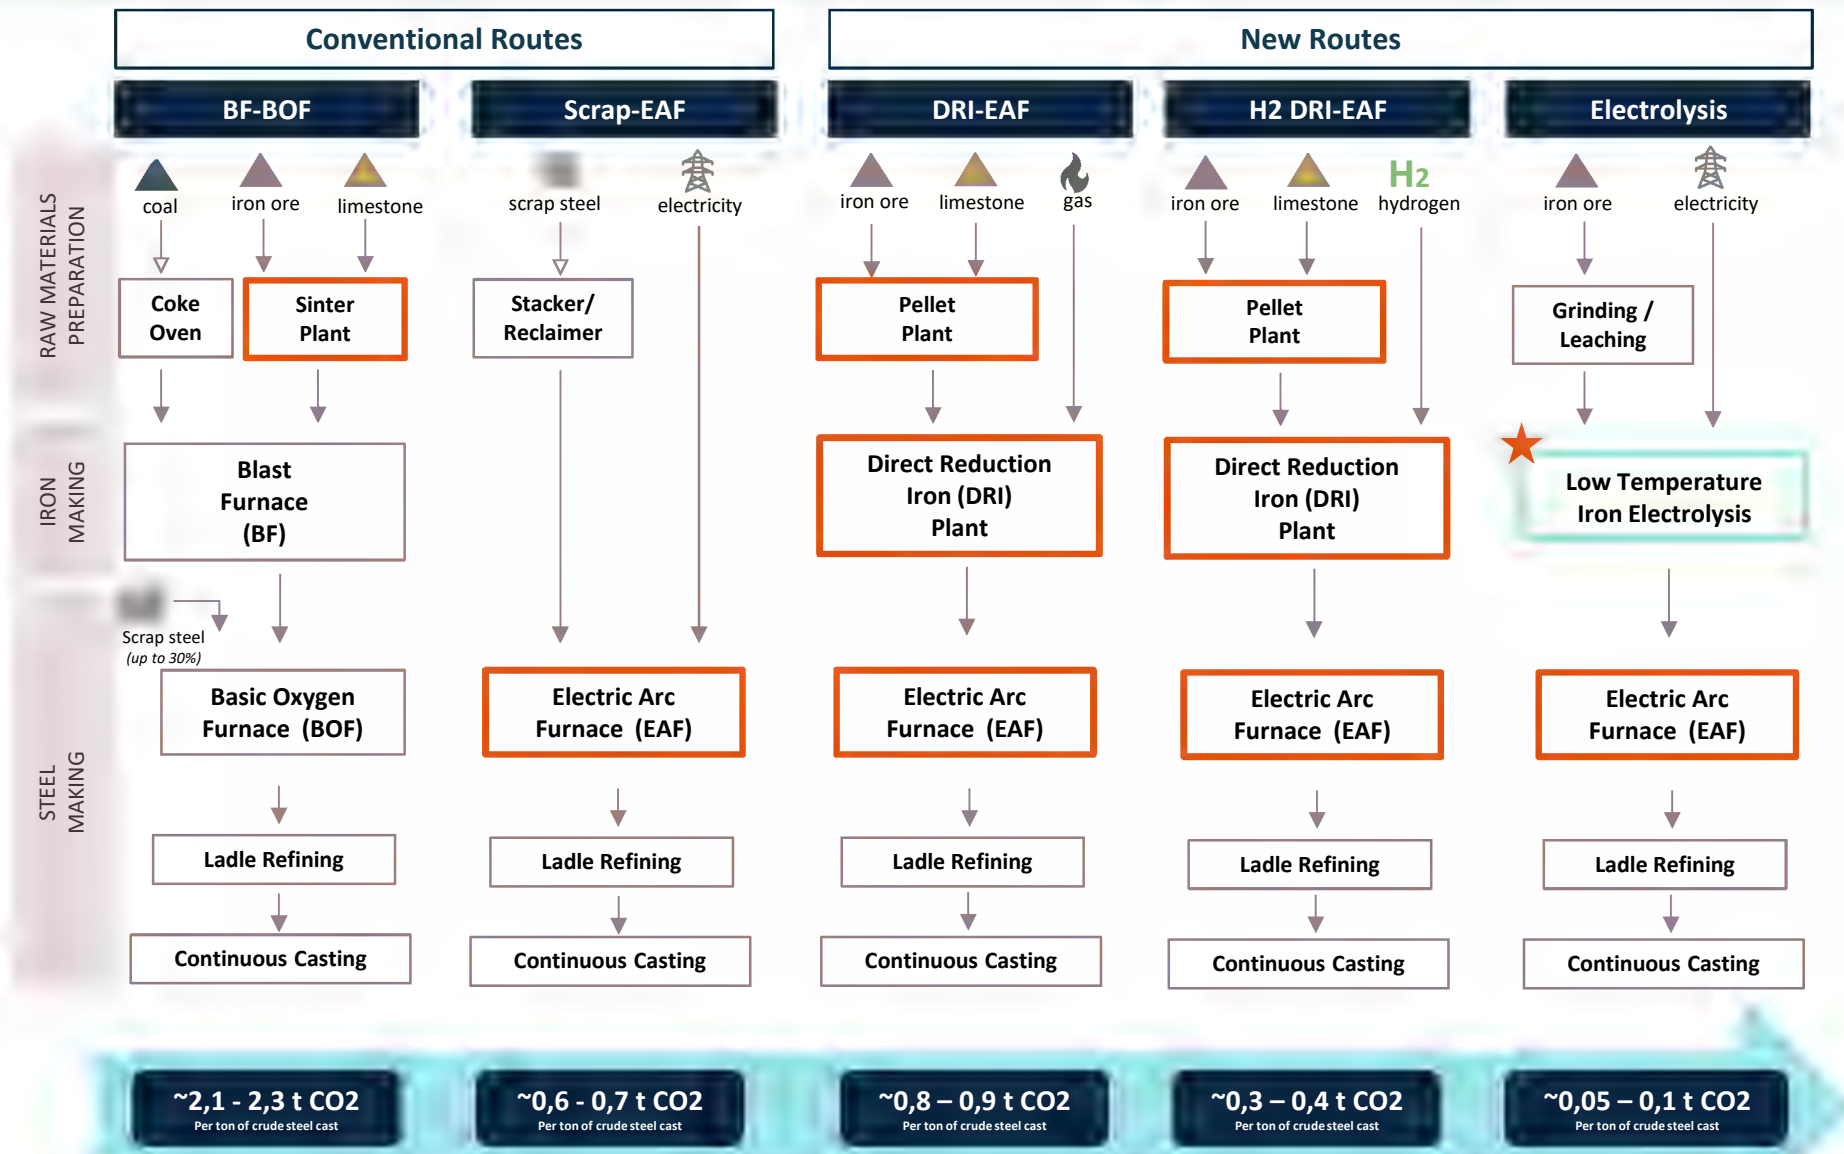 Conventional Routes
New Routes
BF-BOF
Scrap-EAF
DRI-EAF
H2 DRI-EAF
Electrolysis
RAW MATERIALS
PREPARATION
coal
iron ore
limestone
scrap steel
electricity
iron ore
limestone
gas
iron ore
limestone
H2
hydrogen
iron ore
electricity
Coke
Oven
Sinter
Plant
Stacker/
Reclaimer
Pellet
Plant
Pellet
Plant
Grinding /
Leaching
IRON
MAKING
Blast
Furnace
(BF)
Direct Reduction
Iron (DRI)
Plant
Direct Reduction
Iron (DRI)
Plant
Low Temperature
Iron Electrolysis
STEEL
MAKING
Scrap steel
(up to 30%)
Basic Oxygen
Furnace (BOF)
Electric Arc
Furnace (EAF)
Electric Arc
Furnace (EAF)
Electric Arc
Furnace (EAF)
Electric Arc
Furnace (EAF)
Ladle Refining
Ladle Refining
Ladle Refining
Ladle Refining
Ladle Refining
Continuous Casting
Continuous Casting
Continuous Casting
Continuous Casting
Continuous Casting
~2,1 - 2,3 t CO2
Per ton of crude steel cast
~0,6 - 0,7 t CO2
Per ton of crude steel cast
~0,8 – 0,9 t CO2
Per ton of crude steel cast
~0,3 – 0,4 t CO2
Per ton of crude steel cast
~0,05 – 0,1 t CO2
Per ton of crude steel cast